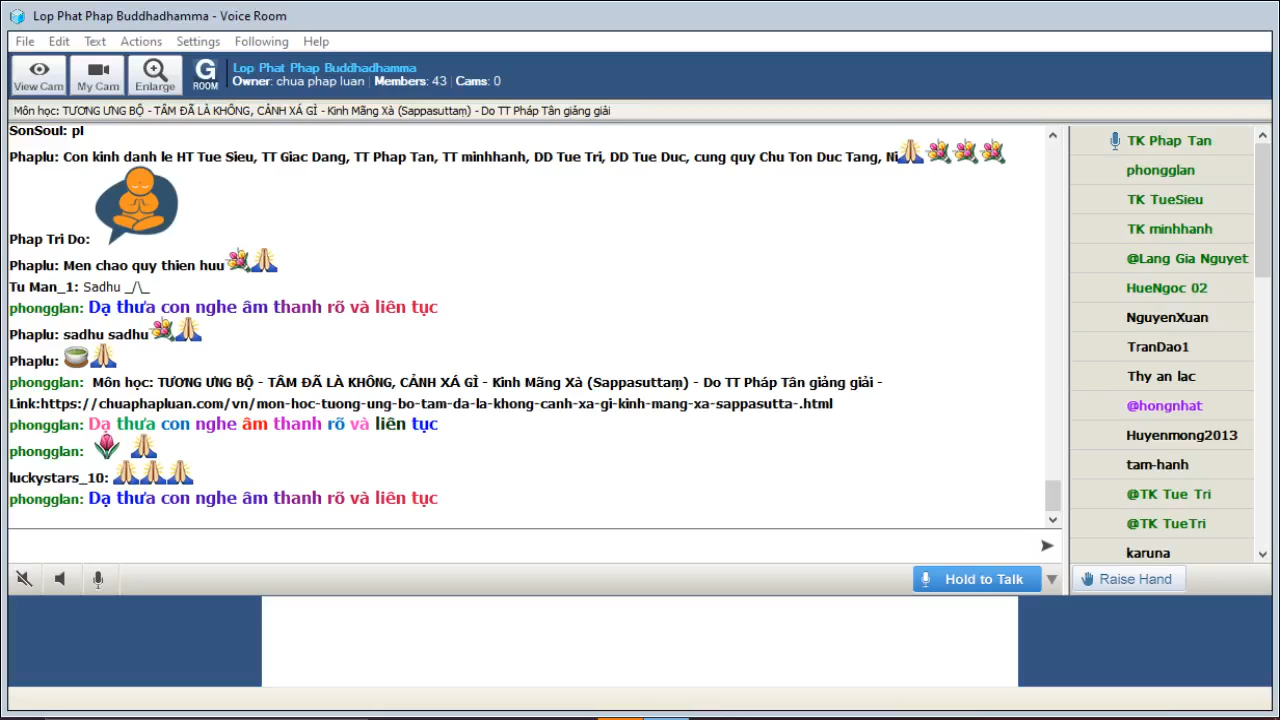 Lop Phat Phap Buddhadhamma - Voice Room
File Edit Text Actions Settings Following Help
View Cam My Cam Enlarge G ROOM
Lop Phat Phap Buddhadhamma
Owner: chua phap luan | Members: 43 | Cams: 0
Môn học: TƯƠNG ƯNG BỘ - TÂM ĐÃ LÀ KHÔNG, CẢNH XÁ GÌ - Kinh Mãng Xà (Sappasuttaṃ) - Do TT Pháp Tân giảng giải
SonSoul: pl
Phaplu: Con kinh danh le HT Tue Sieu, TT Giac Dang, TT Phap Tan, TT minhhanh, DD Tue Tri, DD Tue Duc, cung quy Chu Ton Duc Tang, Ni
Phap Tri Do:
Phaplu: Men chao quy thien huu
Tu Man_1: Sadhu _/\_
phongglan: Dạ thưa con nghe âm thanh rõ và liên tục
Phaplu: sadhu sadhu
Phaplu:
phongglan: Môn học: TƯƠNG ƯNG BỘ - TÂM ĐÃ LÀ KHÔNG, CẢNH XÁ GÌ - Kinh Mãng Xà (Sappasuttaṃ) - Do TT Pháp Tân giảng giải -
Link:https://chuaphapluan.com/vn/mon-hoc-tuong-ung-bo-tam-da-la-khong-canh-xa-gi-kinh-mang-xa-sappasutta-.html
phongglan: Dạ thưa con nghe âm thanh rõ và liên tục
phongglan:
luckystars_10:
phongglan: Dạ thưa con nghe âm thanh rõ và liên tục
TK Phap Tan
phongglan
TK TueSieu
TK minhhanh
@Lang Gia Nguyet
HueNgoc 02
NguyenXuan
TranDao1
Thy an lac
@hongnhat
Huyenmong2013
tam-hanh
@TK Tue Tri
@TK TueTri
karuna
Hold to Talk
Raise Hand